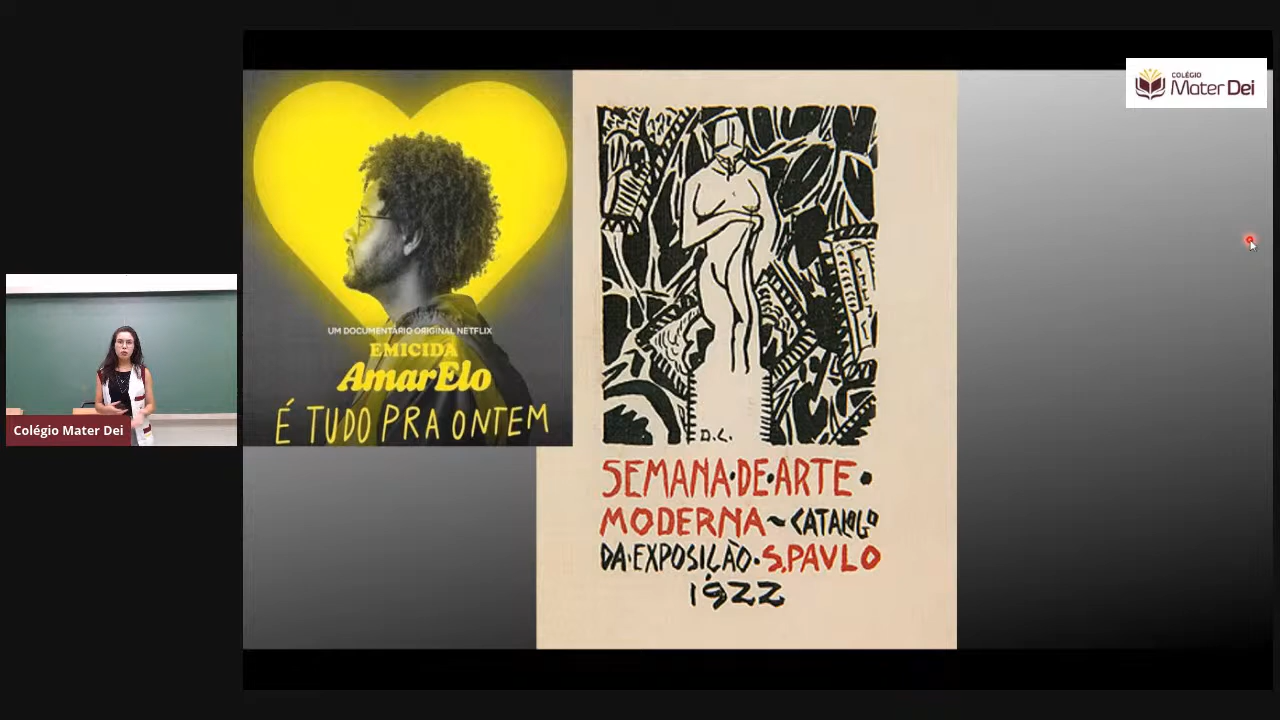 COLÉGIO
Mater Dei
UM DOCUMENTÁRIO ORIGINAL NETFLIX
EMICIDA
AmarElo
É TUDO PRA ONTEM
D.C.
SEMANA·DE·ARTE·
MODERNA~CATALOGO
DA·EXPOSIÇÃO·S.PAVLO
1922
Colégio Mater Dei